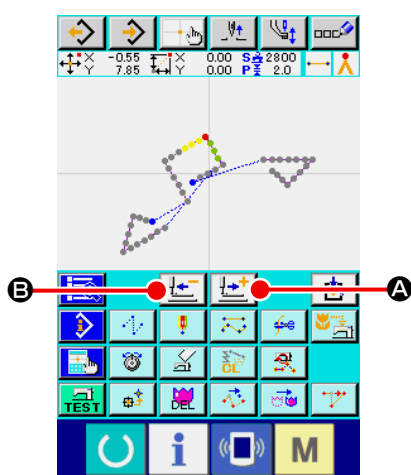 X -0.55 X 0.00 S 2800
Y 7.85 Y 0.00 P 2.0
B
A
CL
TEST
DEL
i
M